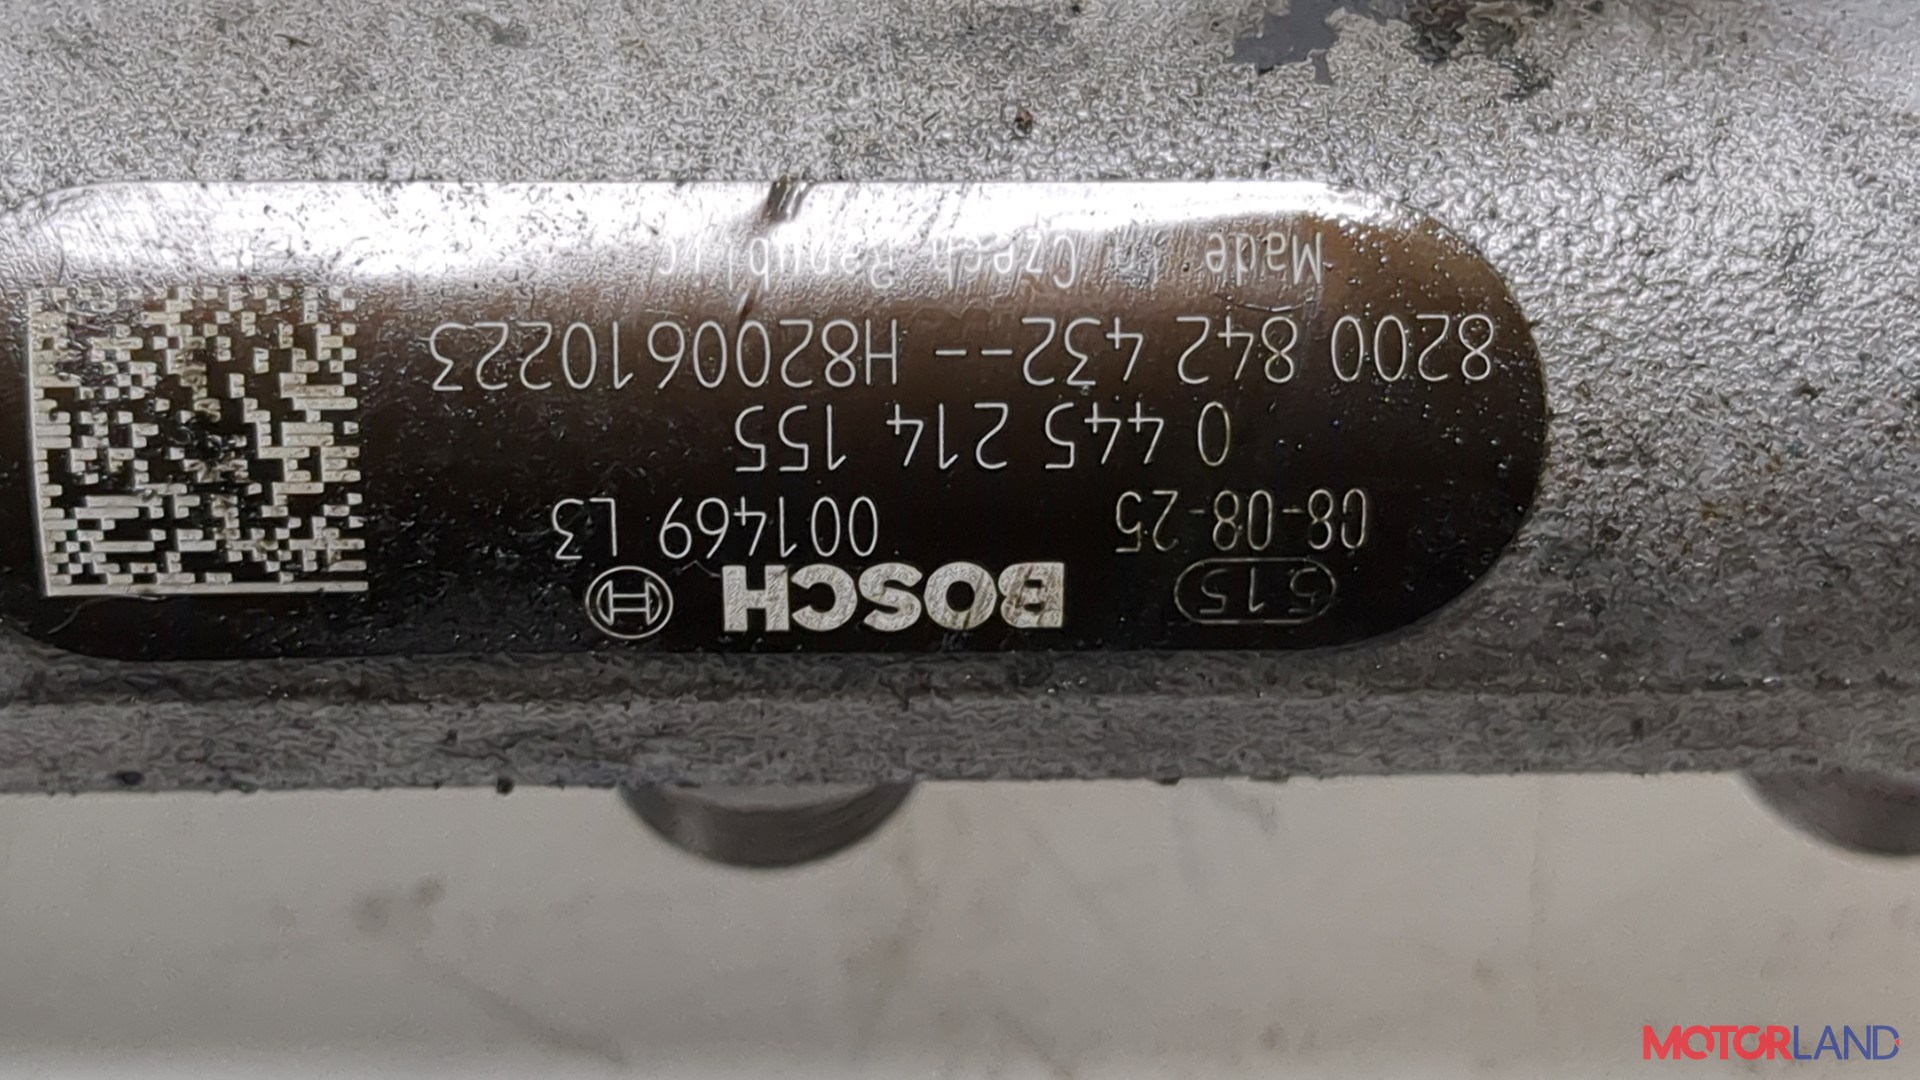 515
BOSCH
08-08-25 001469 L3
0 445 214 155
8200 842 432-- H8200610223
Made in Czech Republic
MOTORLAND